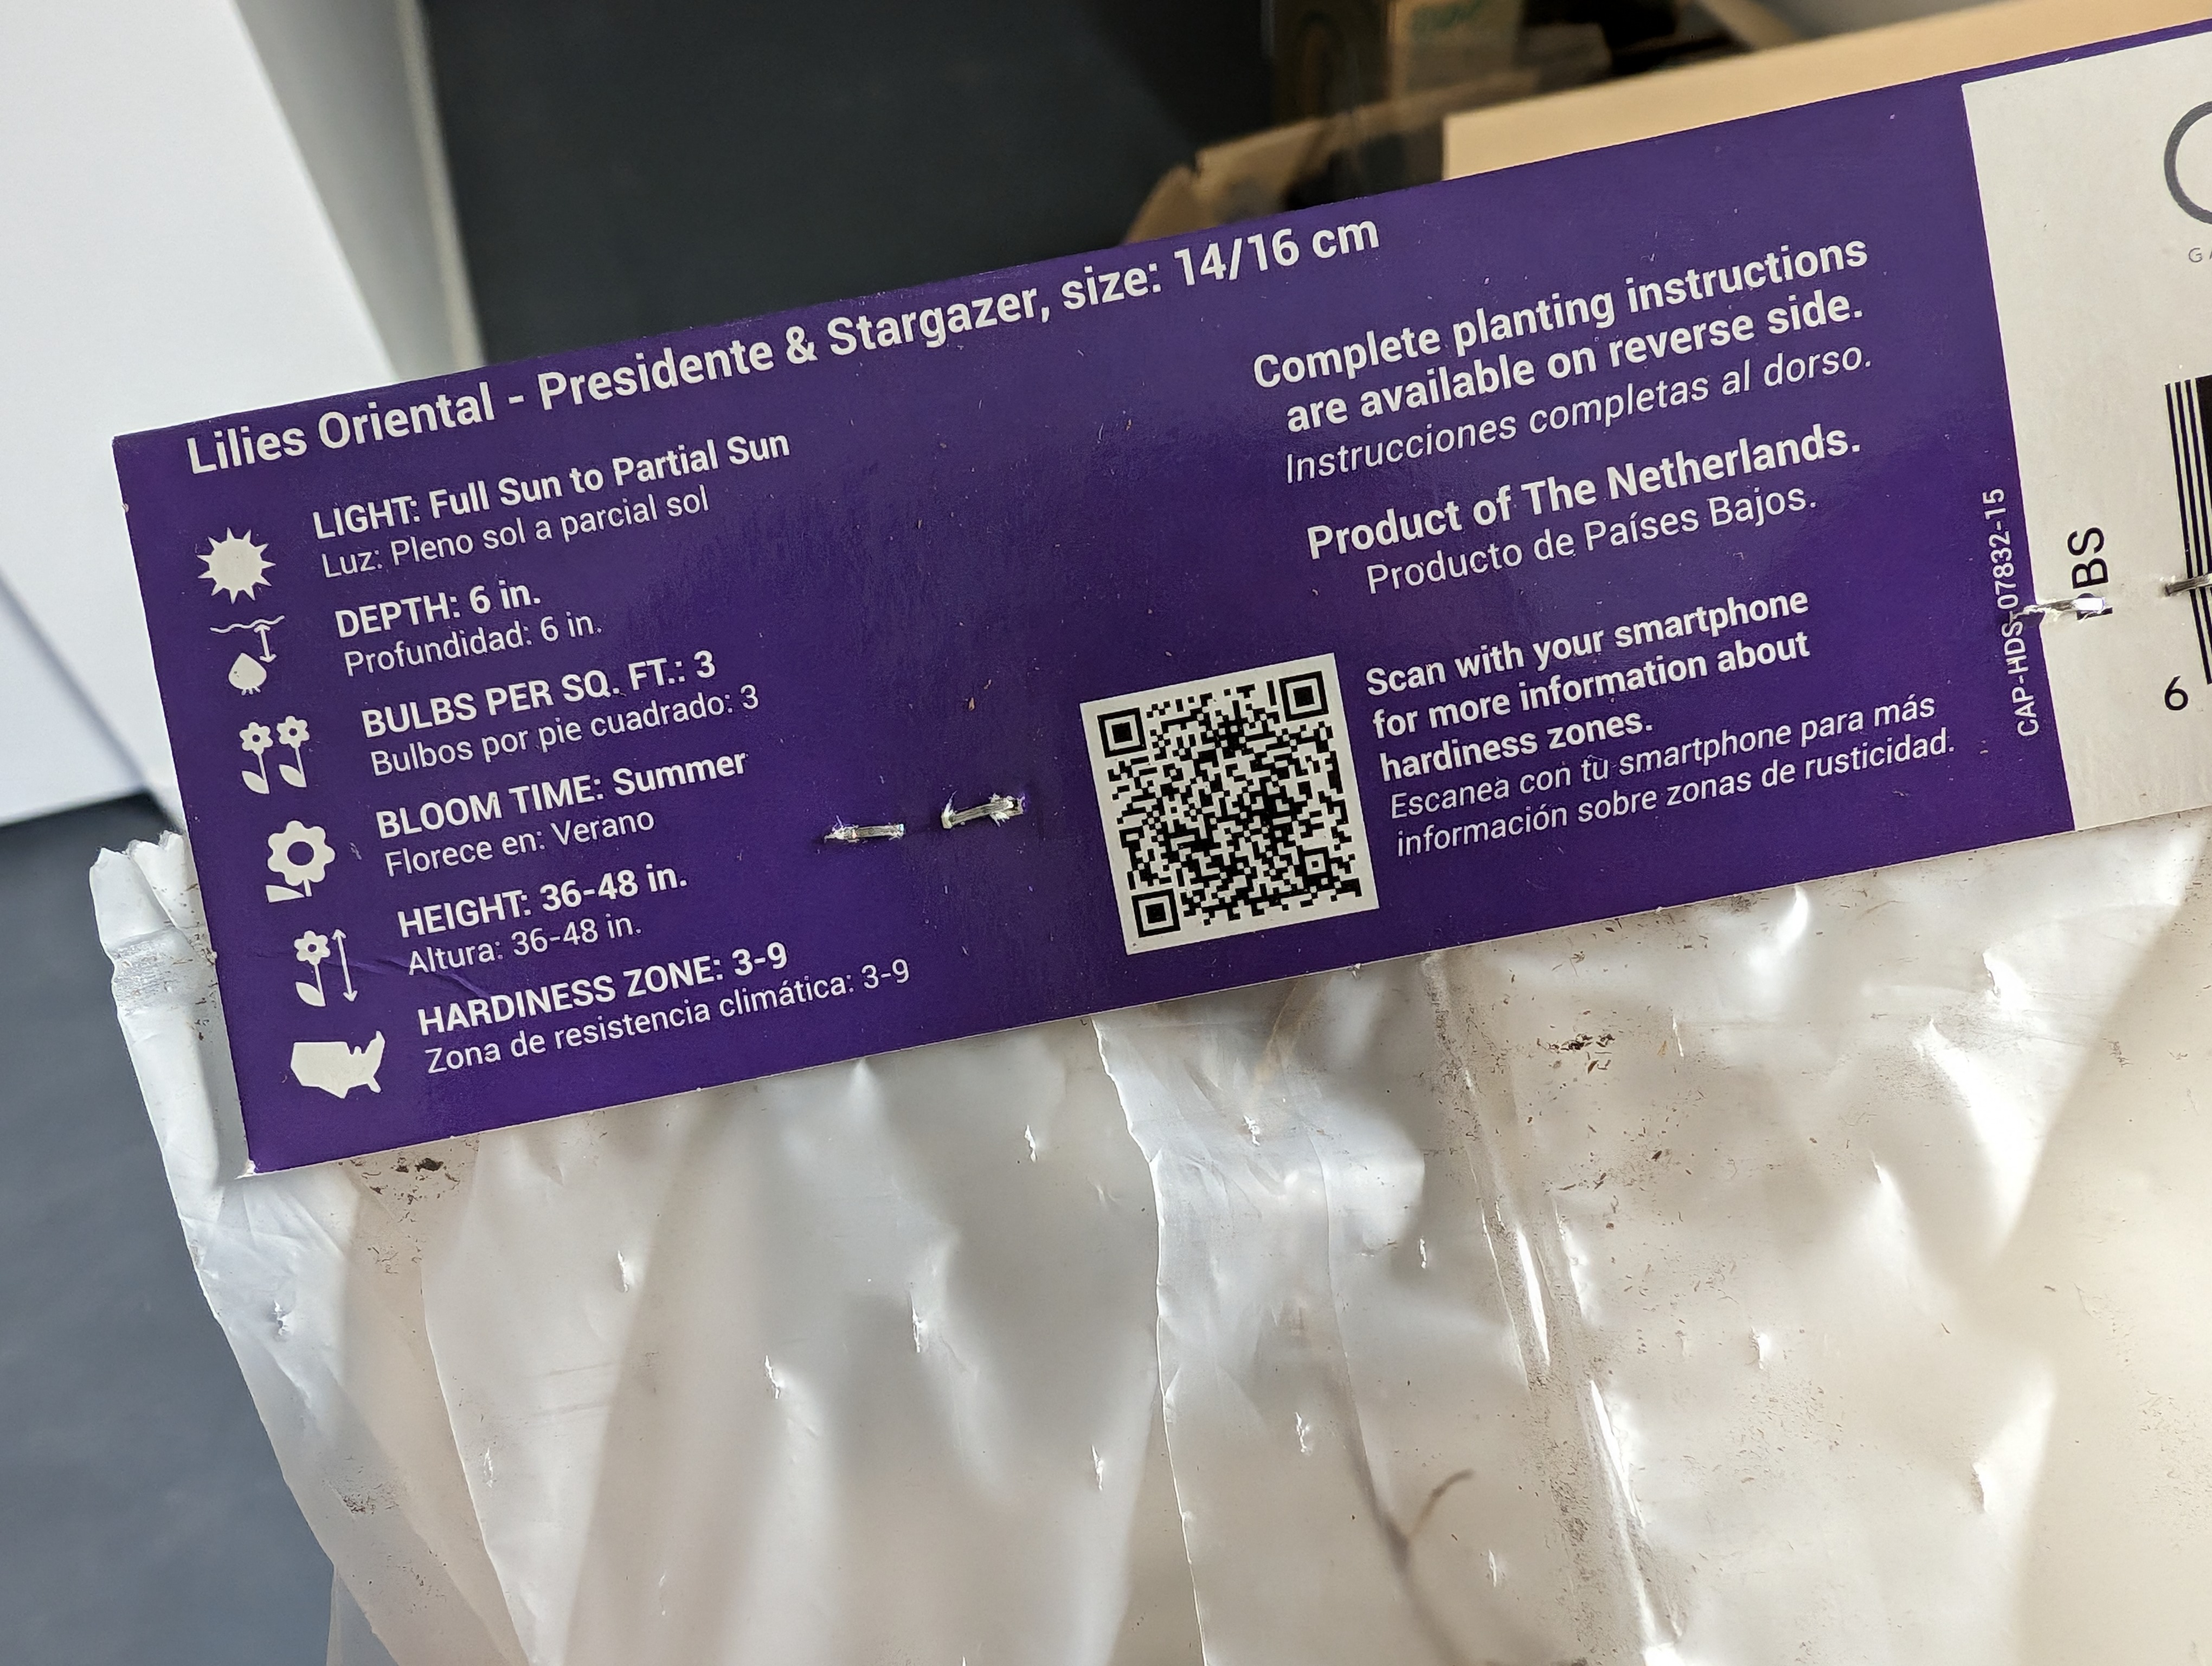 Lilies Oriental - Presidente & Stargazer, size: 14/16 cm
LIGHT: Full Sun to Partial Sun
Luz: Pleno sol a parcial sol
DEPTH: 6 in.
Profundidad: 6 in.
BULBS PER SQ. FT.: 3
Bulbos por pie cuadrado: 3
BLOOM TIME: Summer
Florece en: Verano
HEIGHT: 36-48 in.
Altura: 36-48 in.
HARDINESS ZONE: 3-9
Zona de resistencia climática: 3-9
Complete planting instructions
are available on reverse side.
Instrucciones completas al dorso.
Product of The Netherlands.
Producto de Países Bajos.
Scan with your smartphone
for more information about
hardiness zones.
Escanea con tu smartphone para más
información sobre zonas de rusticidad.
CAP-HDS-07832-15
6